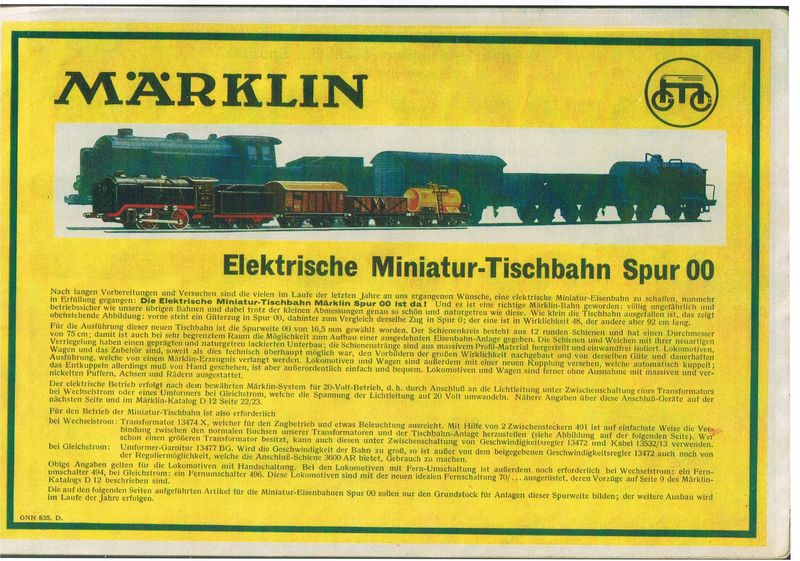 MÄRKLIN
Elektrische Miniatur-Tischbahn Spur 00
Nach langen Vorbereitungen und Versuchen sind die vielen im Laufe der letzten Jahre an uns ergangenen Wünsche, eine elektrische Miniatur-Eisenbahn zu schaffen, nunmehr
in Erfüllung gegangen: Die Elektrische Miniatur-Tischbahn Märklin Spur 00 ist da! Und es ist eine richtige Märklin-Bahn geworden: völlig ungefährlich und
betriebssicher wie unsere übrigen Bahnen und dabei trotz der kleinen Abmessungen genau so schön und naturgetreu wie diese. Wie klein die Tischbahn ausgefallen ist, das zeigt
obenstehende Abbildung: vorne steht ein Güterzug in Spur 00, dahinter zum Vergleich derselbe Zug in Spur 0; der eine ist in Wirklichkeit 48, der andere aber 92 cm lang.
Für die Ausführung dieser neuen Tischbahn ist die Spurweite 00 von 16,5 mm gewählt worden. Der Schienenkreis besteht aus 12 runden Schienen und hat einen Durchmesser
von 75 cm; damit ist auch bei sehr begrenztem Raum die Möglichkeit zum Aufbau einer ausgedehnten Eisenbahn-Anlage gegeben. Die Schienen und Weichen mit ihrer neuartigen
Verriegelung haben einen geprägten und naturgetreu lackierten Unterbau; die Schienenstränge sind aus massivem Profil-Material hergestellt und einwandfrei isoliert. Lokomotiven,
Wagen und das Zubehör sind, soweit als dies technisch überhaupt möglich war, den Vorbildern der großen Wirklichkeit nachgebaut und von derselben Güte und dauerhaften
Ausführung, welche von einem Märklin-Erzeugnis verlangt werden. Lokomotiven und Wagen sind außerdem mit einer neuen Kupplung versehen, welche automatisch kuppelt;
das Entkuppeln allerdings muß von Hand geschehen, ist aber außerordentlich einfach und bequem. Lokomotiven und Wagen sind ferner ohne Ausnahme mit massiven und ver-
nickelten Puffern, Achsen und Rädern ausgestattet.
Der elektrische Betrieb erfolgt nach dem bewährten Märklin-System für 20-Volt-Betrieb, d. h. durch Anschluß an die Lichtleitung unter Zwischenschaltung eines Transformators
bei Wechselstrom oder eines Umformers bei Gleichstrom, welche die Spannung der Lichtleitung auf 20 Volt umwandeln. Nähere Angaben über diese Anschluß-Geräte auf der
nächsten Seite und im Märklin-Katalog D 12 Seite 22/23.
Für den Betrieb der Miniatur-Tischbahn ist also erforderlich
bei Wechselstrom: Transformator 13474 X, welcher für den Zugbetrieb und etwas Beleuchtung ausreicht. Mit Hilfe von 2 Zwischensteckern 491 ist auf einfachste Weise die Ver-
bindung zwischen den normalen Buchsen unserer Transformatoren und der Tischbahn-Anlage herzustellen (siehe Abbildung auf der folgenden Seite). Wer
schon einen größeren Transformator besitzt, kann auch diesen unter Zwischenschaltung von Geschwindigkeitsregler 13472 und Kabel 13532/13 verwenden.
bei Gleichstrom: Umformer-Garnitur 13477 BG. Wird die Geschwindigkeit der Bahn zu groß, so ist außer von dem beigegebenen Geschwindigkeitsregler 13472 auch noch von
der Reguliermöglichkeit, welche die Anschluß-Schiene 3600 AR bietet, Gebrauch zu machen.
Obige Angaben gelten für die Lokomotiven mit Handschaltung. Bei den Lokomotiven mit Fern-Umschaltung ist außerdem noch erforderlich bei Wechselstrom: ein Fern-
umschalter 494, bei Gleichstrom: ein Fernumschalter 496. Diese Lokomotiven sind mit der neuen idealen Fernschaltung 70/... ausgerüstet, deren Vorzüge auf Seite 9 des Märklin-
Katalogs D 12 beschrieben sind.
Die auf den folgenden Seiten aufgeführten Artikel für die Miniatur-Eisenbahnen Spur 00 sollen nur den Grundstock für Anlagen dieser Spurweite bilden; der weitere Ausbau wird
im Laufe der Jahre erfolgen.
ONN 835. D.